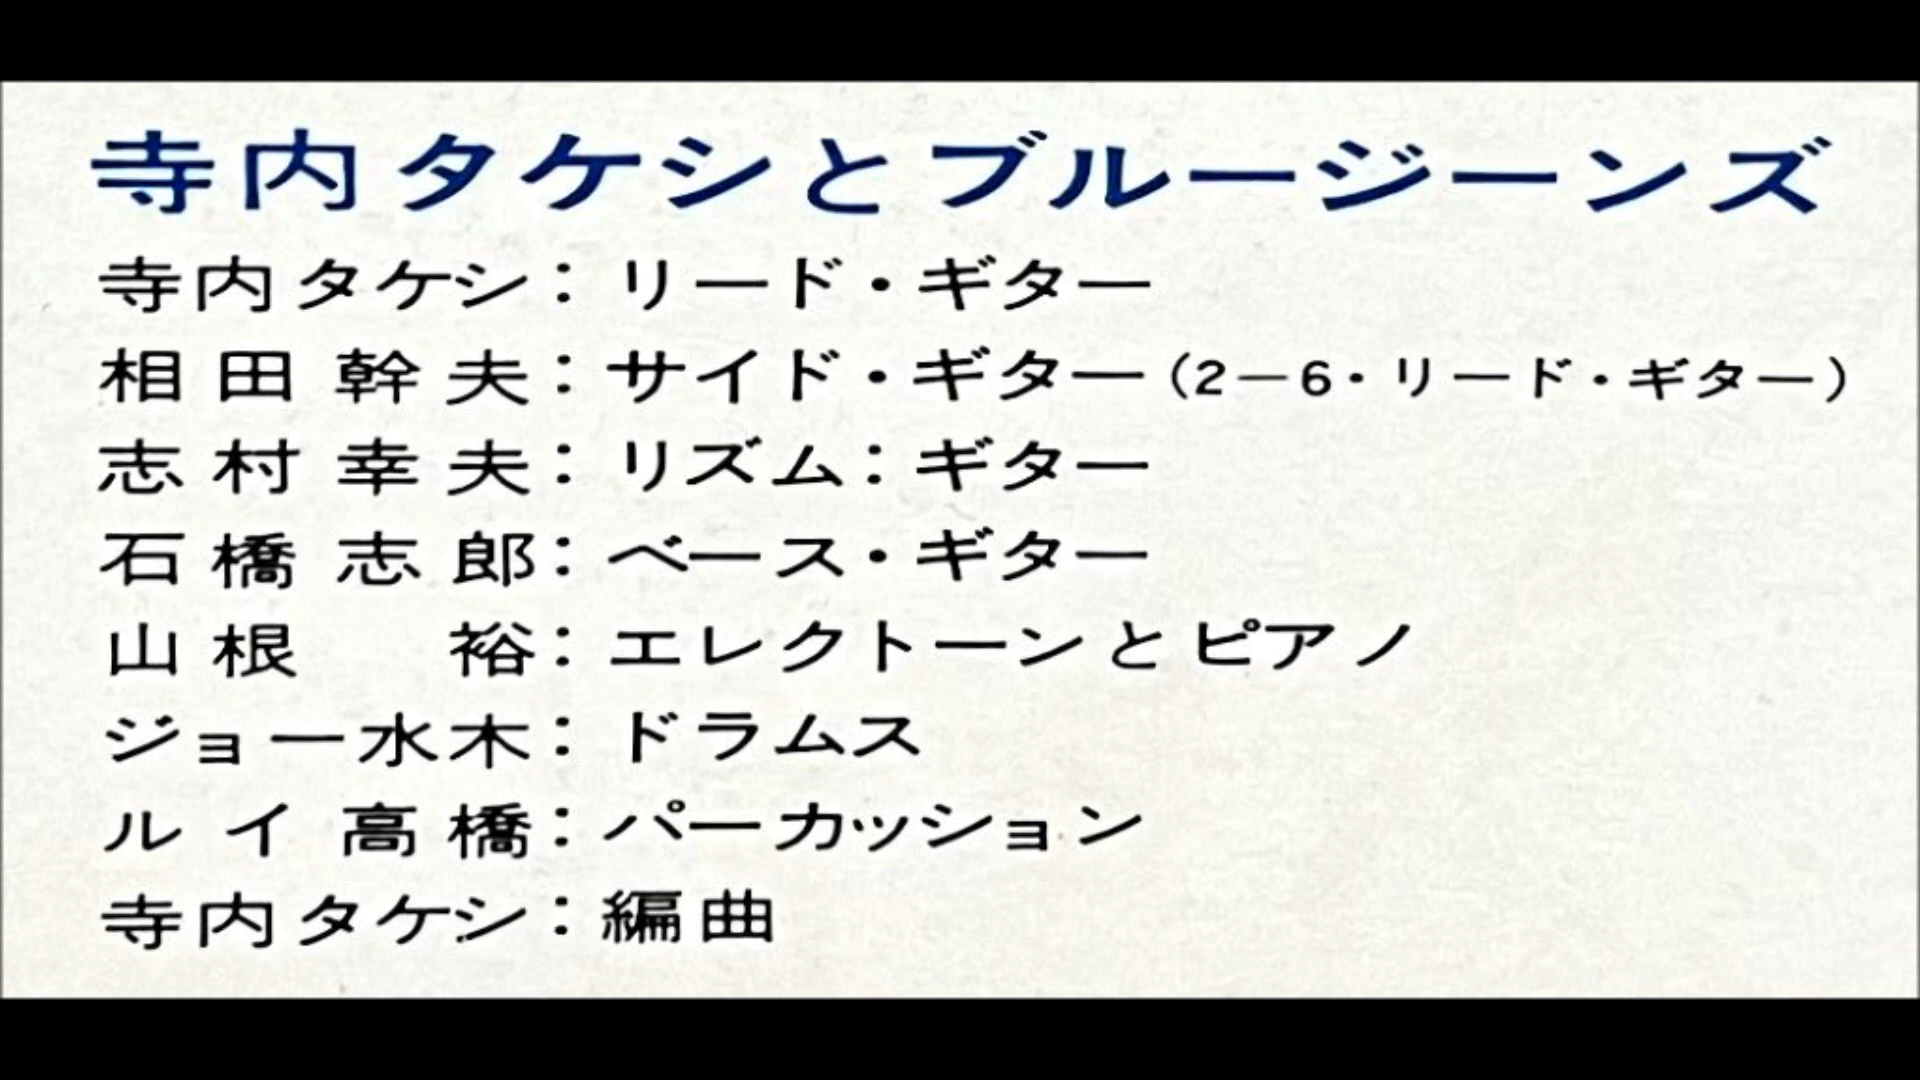 寺内タケシとブルージーンズ
寺内タケシ：リード・ギター
相田幹夫：サイド・ギター（2－6・リード・ギター）
志村幸夫：リズム：ギター
石橋志郎：ベース・ギター
山根　裕：エレクトーンとピアノ
ジョー水木：ドラムス
ルイ高橋：パーカッション
寺内タケシ：編曲